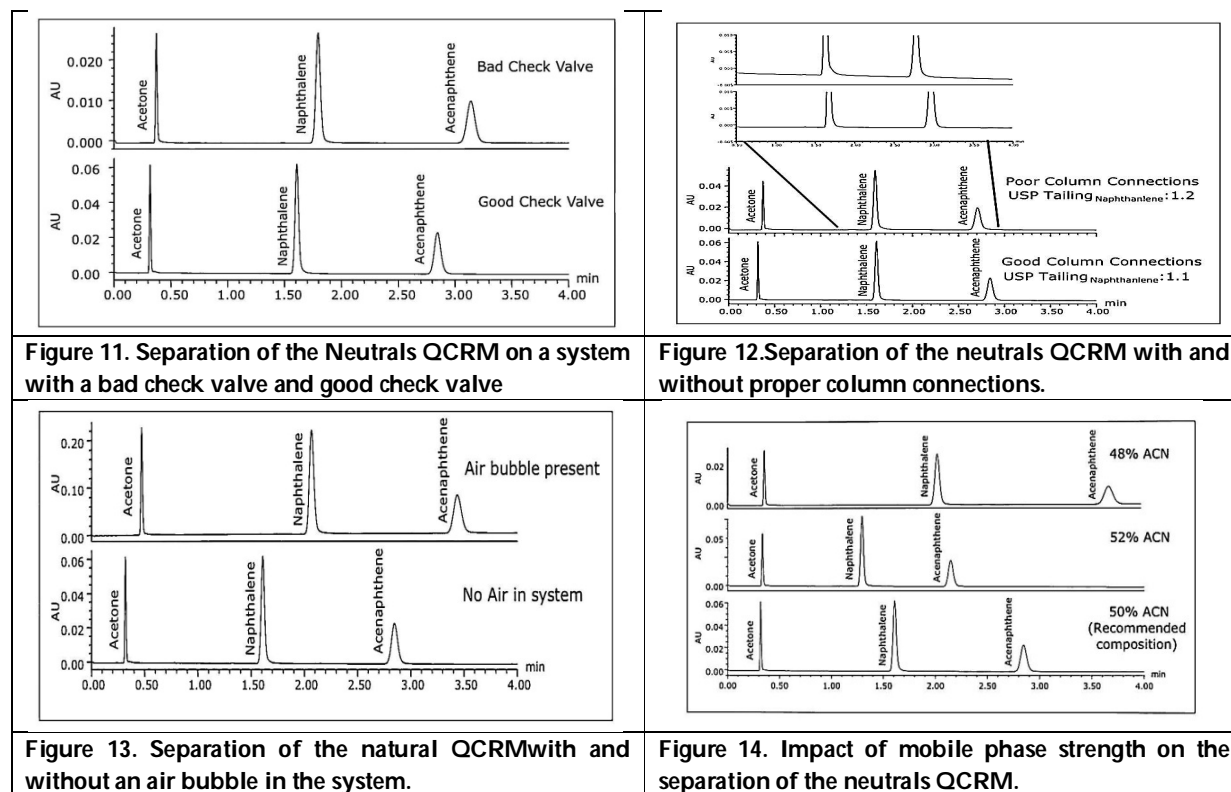 0.020
0.010
0.000
AU
Acetone
Naphthalene
Acenaphthene
Bad Check Valve
0.06
0.04
0.02
0.00
AU
Acetone
Naphthalene
Acenaphthene
Good Check Valve
0.00 0.50 1.00 1.50 2.00 2.50 3.00 3.50 4.00 min
Figure 11. Separation of the Neutrals QCRM on a system
with a bad check valve and good check valve
0.04
0.02
0.00
AU
Acetone
Naphthalene
Acenaphthene
Poor Column Connections
USP Tailing Naphthanlene:1.2
0.06
0.04
0.02
0.00
AU
Acetone
Naphthalene
Acenaphthene
Good Column Connections
USP Tailing Naphthanlene:1.1
0.00 0.50 1.00 1.50 2.00 2.50 3.00 3.50 4.00 min
Figure 12.Separation of the neutrals QCRM with and
without proper column connections.
0.20
0.10
0.00
AU
Acetone
Naphthalene
Acenaphthene
Air bubble present
0.06
0.04
0.02
0.00
AU
Acetone
Naphthalene
Acenaphthene
No Air in system
0.00 0.50 1.00 1.50 2.00 2.50 3.00 3.50 4.00 min
Figure 13. Separation of the natural QCRMwith and
without an air bubble in the system.
0.02
0.00
AU
Acetone
Naphthalene
Acenaphthene
48% ACN
0.05
0.00
AU
Acetone
Naphthalene
Acenaphthene
52% ACN
0.06
0.04
0.02
0.00
AU
Acetone
Naphthalene
Acenaphthene
50% ACN
(Recommended
composition)
0.00 0.50 1.00 1.50 2.00 2.50 3.00 3.50 4.00 min
Figure 14. Impact of mobile phase strength on the
separation of the neutrals QCRM.